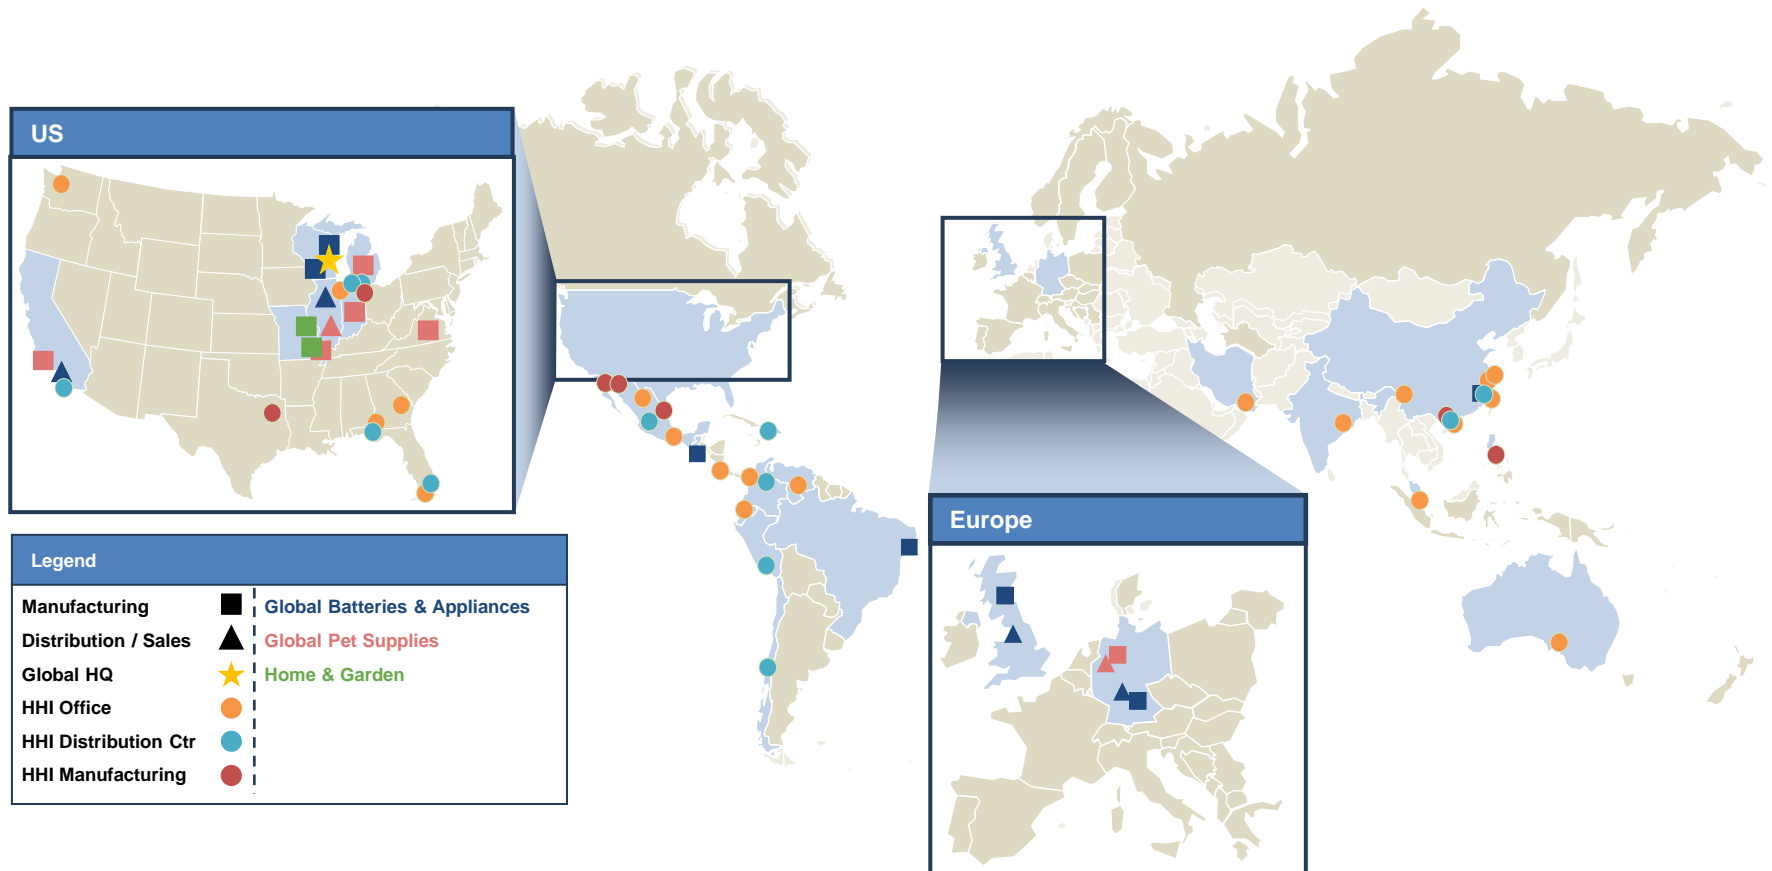 US
Legend
Manufacturing
Distribution / Sales
Global HQ
HHI Office
HHI Distribution Ctr
HHI Manufacturing
Global Batteries & Appliances
Global Pet Supplies
Home & Garden
Europe